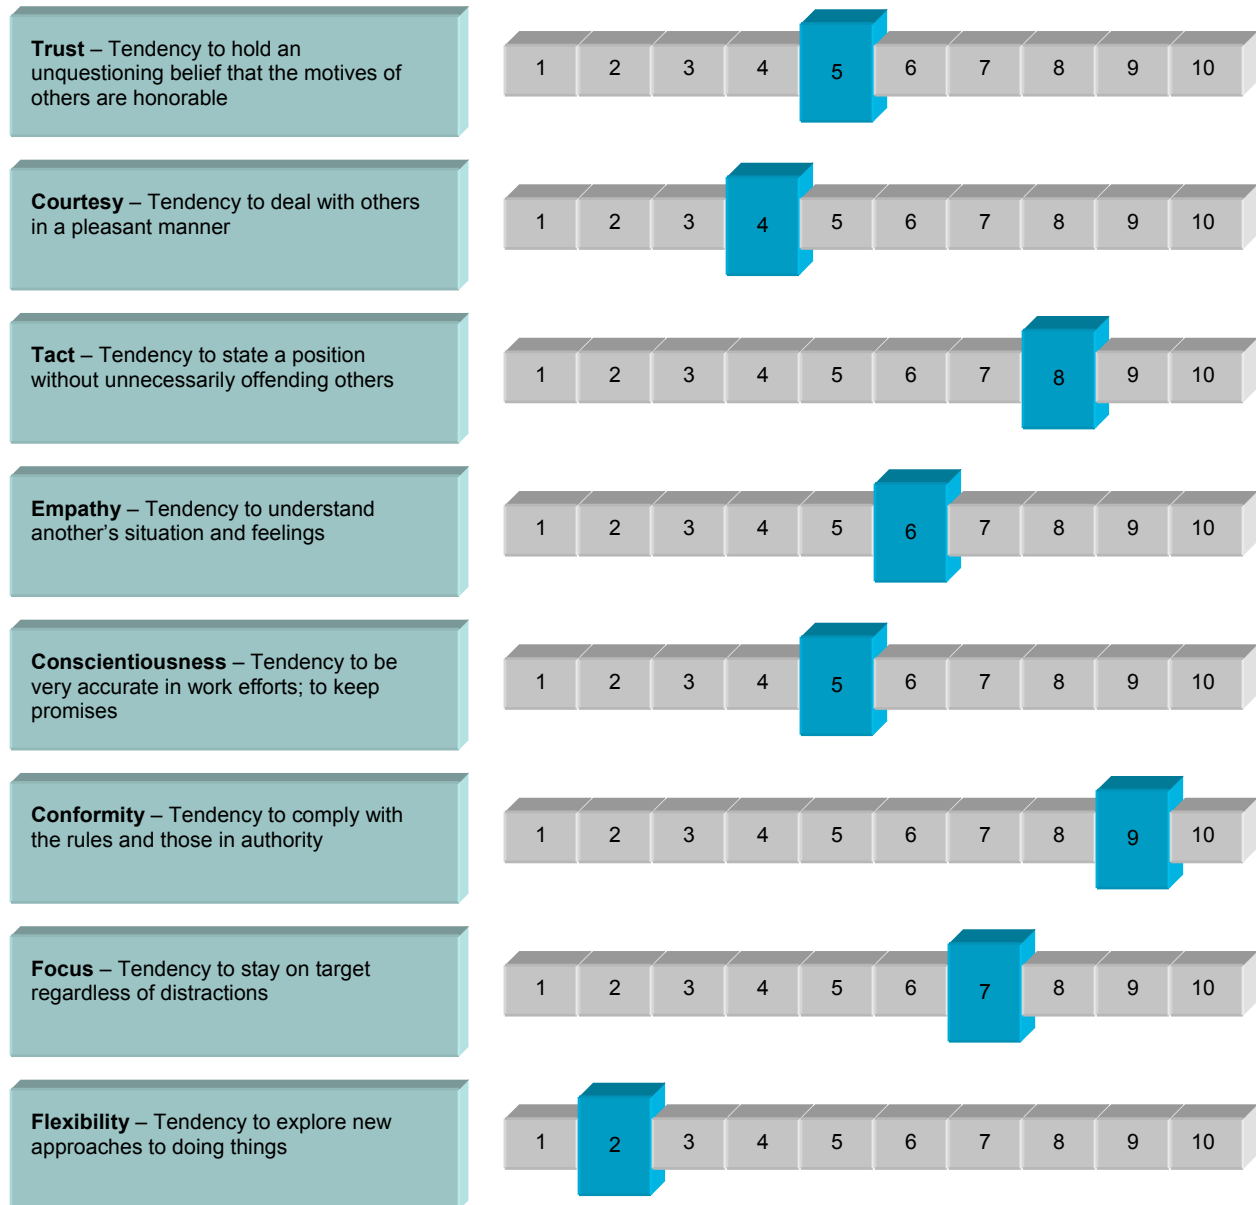 Trust – Tendency to hold an
unquestioning belief that the motives of
others are honorable
1 2 3 4 5 6 7 8 9 10
Courtesy – Tendency to deal with others
in a pleasant manner
1 2 3 4 5 6 7 8 9 10
Tact – Tendency to state a position
without unnecessarily offending others
1 2 3 4 5 6 7 8 9 10
Empathy – Tendency to understand
another’s situation and feelings
1 2 3 4 5 6 7 8 9 10
Conscientiousness – Tendency to be
very accurate in work efforts; to keep
promises
1 2 3 4 5 6 7 8 9 10
Conformity – Tendency to comply with
the rules and those in authority
1 2 3 4 5 6 7 8 9 10
Focus – Tendency to stay on target
regardless of distractions
1 2 3 4 5 6 7 8 9 10
Flexibility – Tendency to explore new
approaches to doing things
1 2 3 4 5 6 7 8 9 10